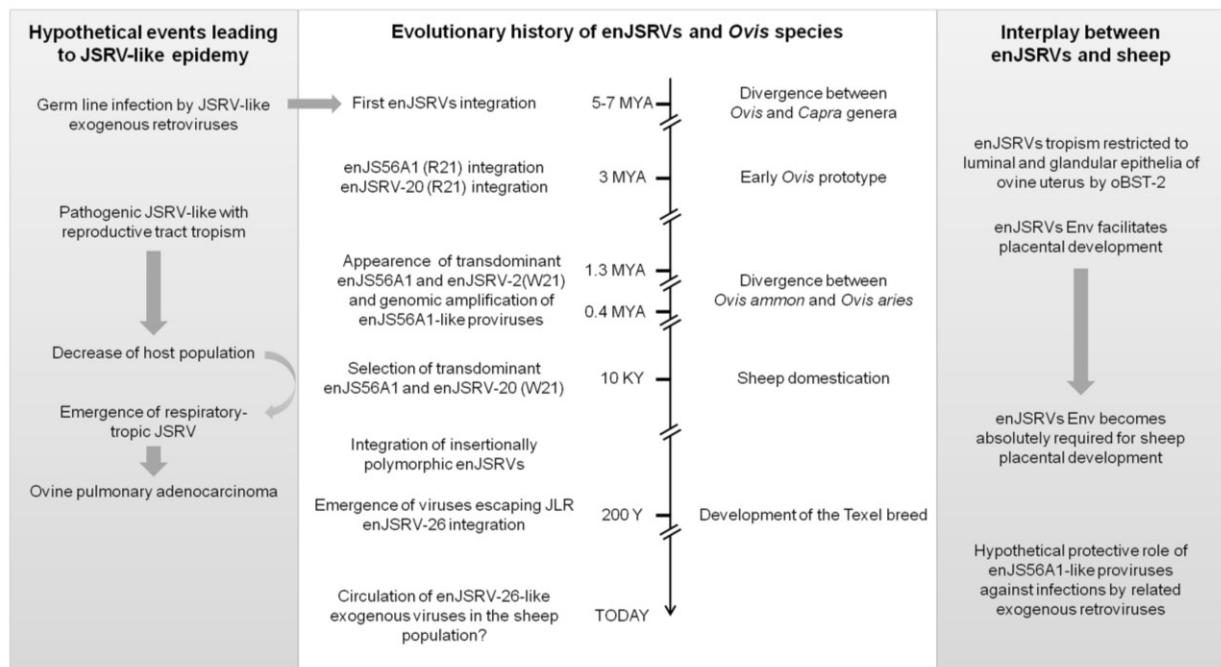 Hypothetical events leading
to JSRV-like epidemy
Germ line infection by JSRV-like
exogenous retroviruses
Pathogenic JSRV-like with
reproductive tract tropism
Decrease of host population
Emergence of respiratory-
tropic JSRV
Ovine pulmonary adenocarcinoma
Evolutionary history of enJSRVs and Ovis species
First enJSRVs integration
5-7 MYA
Divergence between
Ovis and Capra genera
enJS56A1 (R21) integration
enJSRV-20 (R21) integration
3 MYA
Early Ovis prototype
Appearence of transdominant
enJS56A1 and enJSRV-2(W21)
and genomic amplification of
enJS56A1-like proviruses
1.3 MYA
0.4 MYA
Divergence between
Ovis ammon and Ovis aries
Selection of transdominant
enJS56A1 and enJSRV-20 (W21)
10 KY
Sheep domestication
Integration of insertionally
polymorphic enJSRVs
Emergence of viruses escaping JLR
enJSRV-26 integration
200 Y
Development of the Texel breed
Circulation of enJSRV-26-like
exogenous viruses in the sheep
population?
TODAY
Interplay between
enJSRVs and sheep
enJSRVs tropism restricted to
luminal and glandular epithelia of
ovine uterus by oBST-2
enJSRVs Env facilitates
placental development
enJSRVs Env becomes
absolutely required for sheep
placental development
Hypothetical protective role of
enJS56A1-like proviruses
against infections by related
exogenous retroviruses